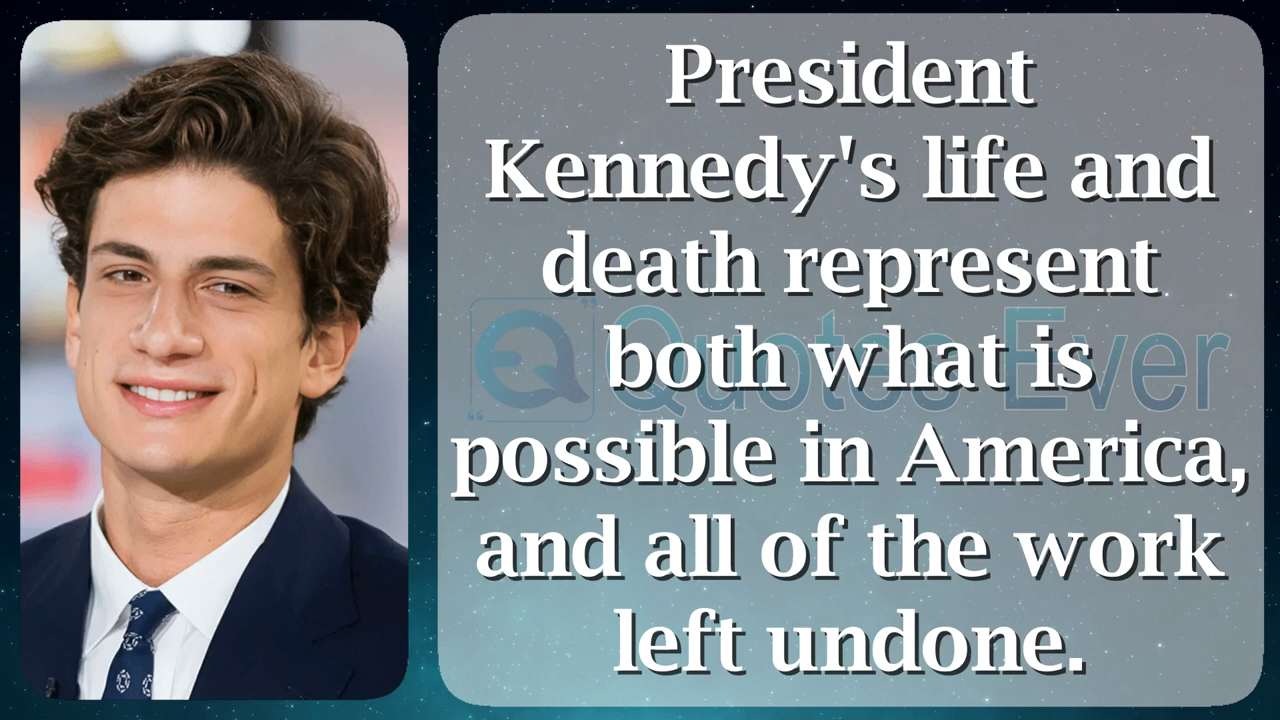 President
Kennedy's life and
death represent
both what is
possible in America,
and all of the work
left undone.
Quotes Ever